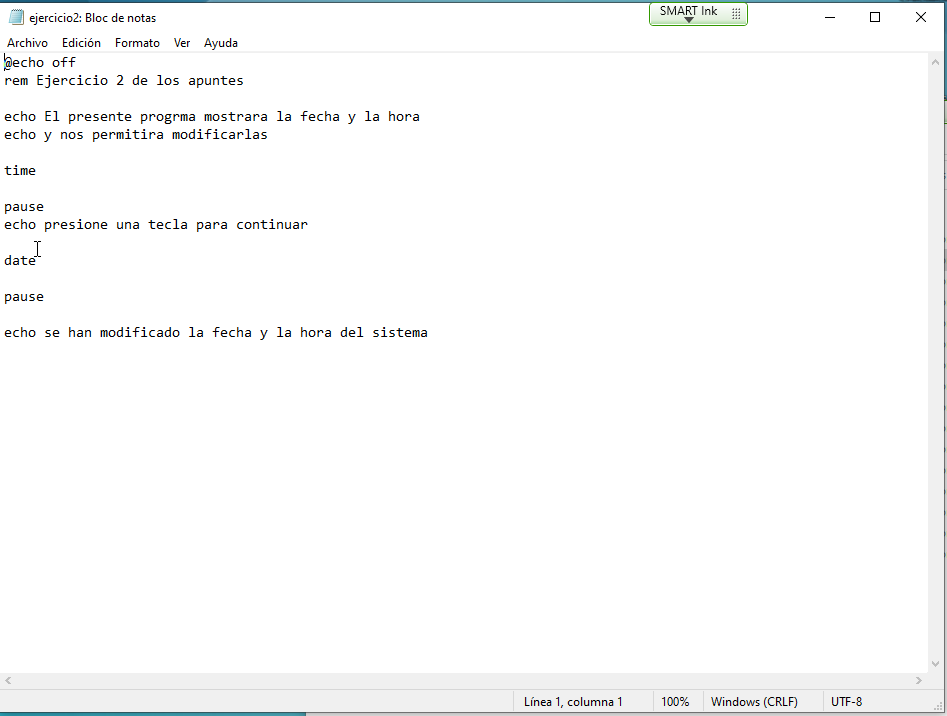 ejercicio2: Bloc de notas
SMART Ink
Archivo Edición Formato Ver Ayuda
@echo off
rem Ejercicio 2 de los apuntes
echo El presente progrma mostrara la fecha y la hora
echo y nos permitira modificarlas
time
pause
echo presione una tecla para continuar
date
pause
echo se han modificado la fecha y la hora del sistema
Línea 1, columna 1 100% Windows (CRLF) UTF-8